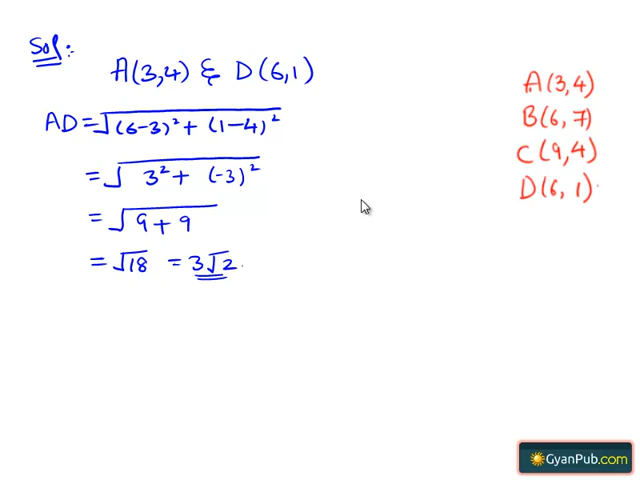 Sol:
A(3,4) & D(6,1)
AD = √(6-3)² + (1-4)²
= √3² + (-3)²
= √9 + 9
= √18 = 3√2
A(3,4)
B(6,7)
C(9,4)
D(6,1)
GyanPub.com